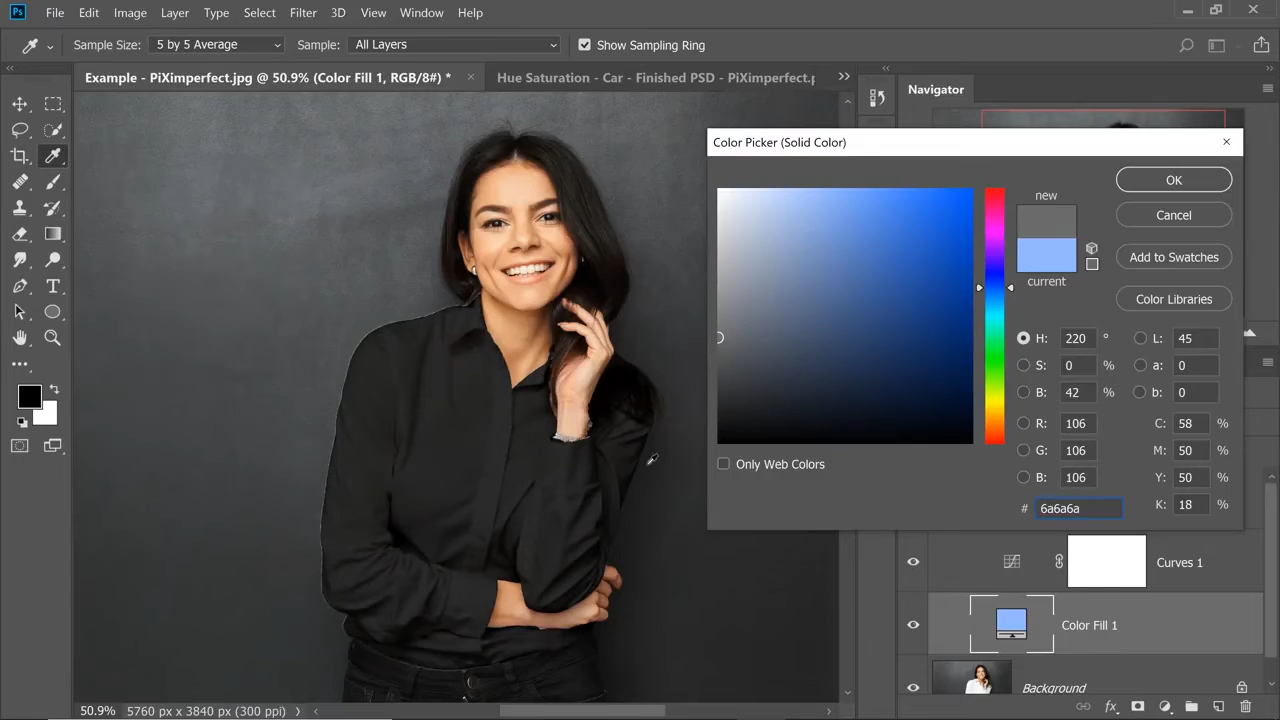 Ps File Edit Image Layer Type Select Filter 3D View Window Help
Sample Size: 5 by 5 Average Sample: All Layers Show Sampling Ring
Example - PiXimperfect.jpg @ 50.9% (Color Fill 1, RGB/8#) * Hue Saturation - Car - Finished PSD - PiXimperfect.p
Navigator
Color Picker (Solid Color)
new
OK
Cancel
Add to Swatches
current
Color Libraries
H: 220 ° L: 45
S: 0 % a: 0
B: 42 % b: 0
R: 106 C: 58 %
G: 106 M: 50 %
B: 106 Y: 50 %
Only Web Colors
# 6a6a6a K: 18 %
Curves 1
Color Fill 1
Background
50.9% 5760 px x 3840 px (300 ppi)
fx